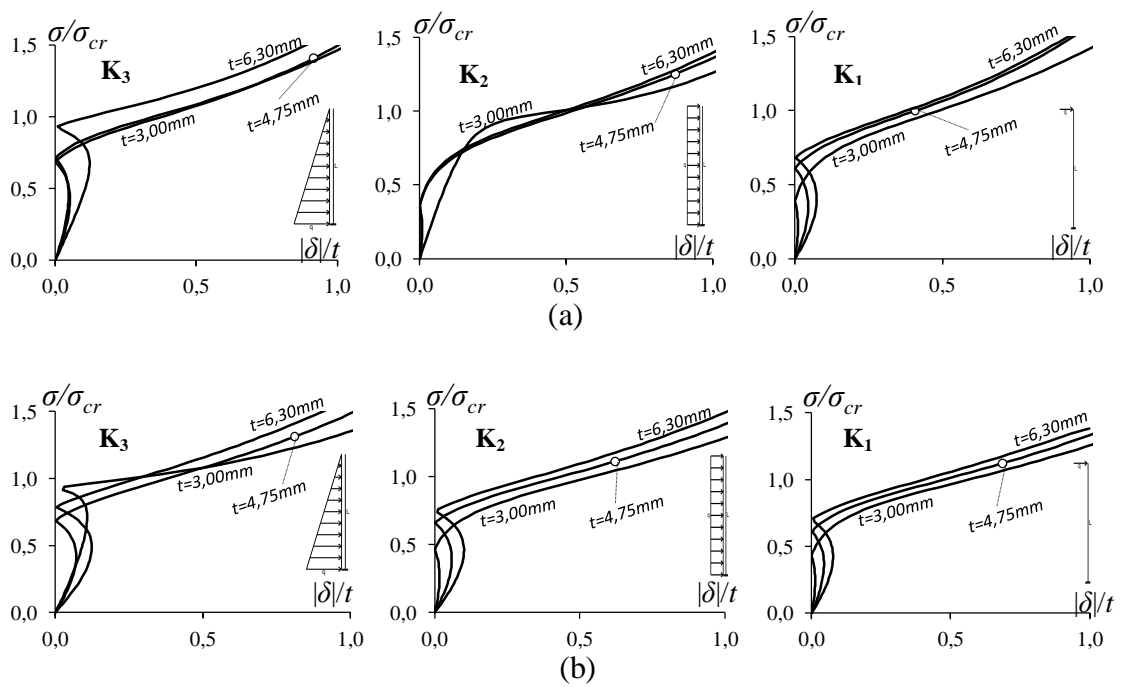 σ/σcr
1,5
1,0
0,5
0,0
K3
t=6,30mm
t=3,00mm
t=4,75mm
q
L
|δ|/t
0,0 0,5 1,0
σ/σcr
1,5
1,0
0,5
0,0
K2
t=6,30mm
t=3,00mm
t=4,75mm
q
L
|δ|/t
0,0 0,5 1,0
σ/σcr
1,5
1,0
0,5
0,0
K1
t=6,30mm
t=3,00mm
t=4,75mm
L
|δ|/t
0,0 0,5 1,0
(a)
σ/σcr
1,5
1,0
0,5
0,0
K3
t=6,30mm
t=3,00mm
t=4,75mm
q
L
|δ|/t
0,0 0,5 1,0
σ/σcr
1,5
1,0
0,5
0,0
K2
t=6,30mm
t=3,00mm
t=4,75mm
q
L
|δ|/t
0,0 0,5 1,0
σ/σcr
1,5
1,0
0,5
0,0
K1
t=6,30mm
t=3,00mm
t=4,75mm
L
|δ|/t
0,0 0,5 1,0
(b)